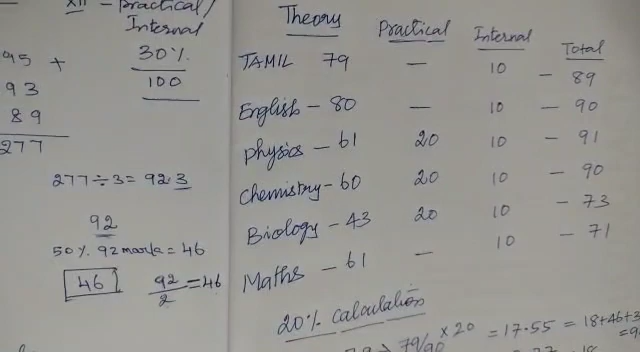 XII - Practical /
Internal
95 +
93
89
277
30%
100
277 ÷ 3 = 92.3
92
50% 92 mark = 46
46
92/2 = 46
Theory Practical Internal Total
TAMIL 79 — 10 — 89
English - 80 — 10 — 90
Physics - 61 20 10 — 91
Chemistry - 60 20 10 — 90
Biology - 43 20 10 - 73
Maths - 61 — 10 - 71
20% Calculation
79/90 × 20 = 17.55 = 18+46+3